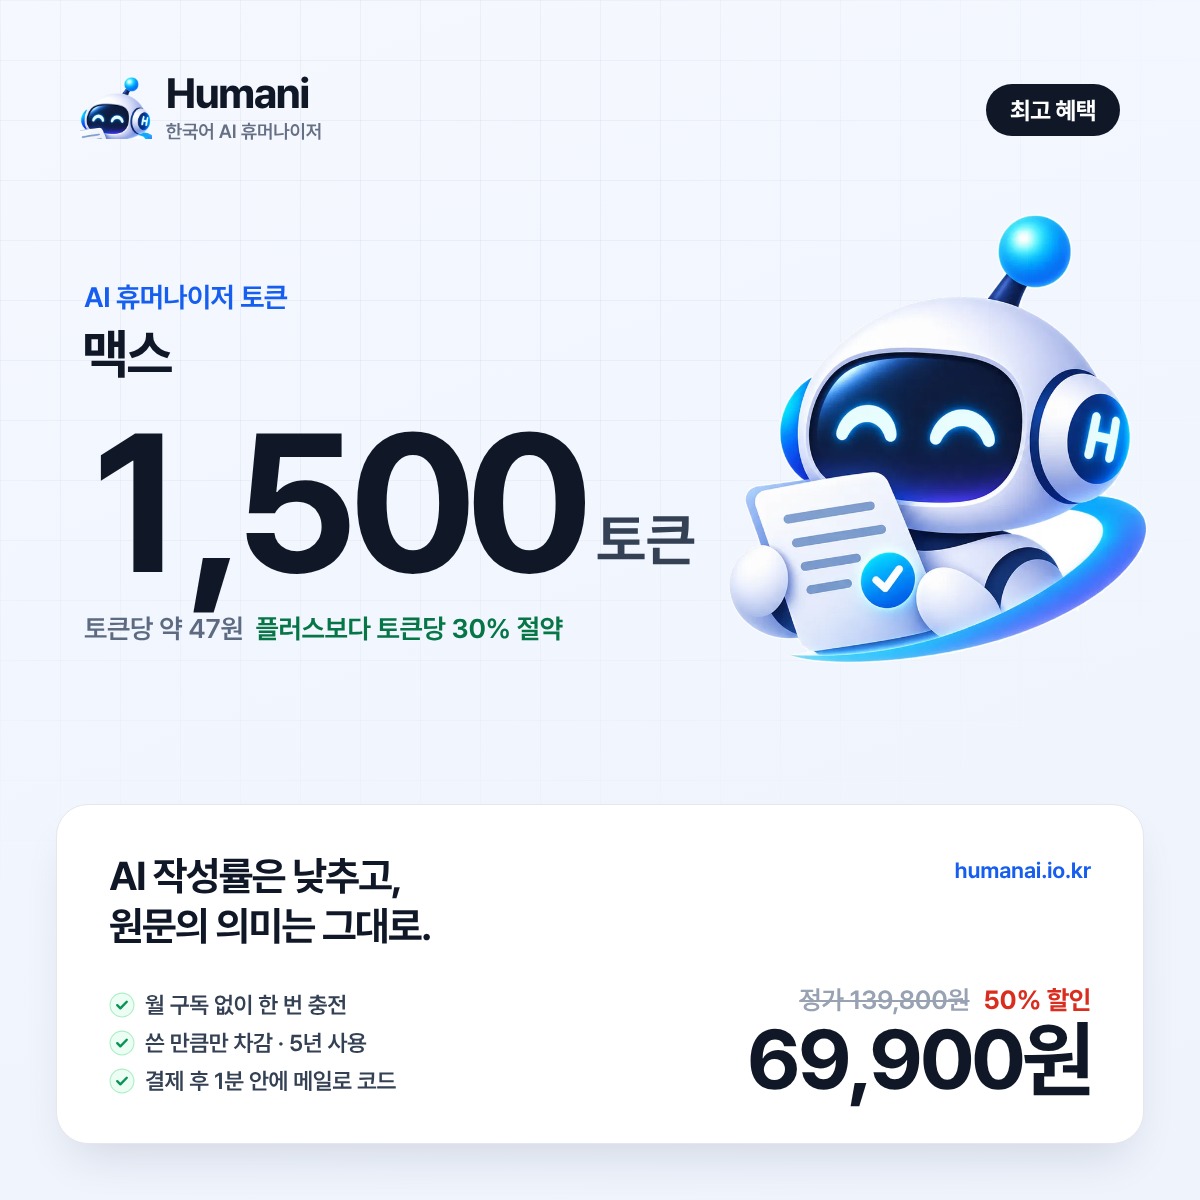 Humani
한국어 AI 휴머나이저
최고 혜택
AI 휴머나이저 토큰
맥스
1,500 토큰
토큰당 약 47원 플러스보다 토큰당 30% 절약
H
AI 작성률은 낮추고,
원문의 의미는 그대로.
humanai.io.kr
월 구독 없이 한 번 충전
쓴 만큼만 차감 · 5년 사용
결제 후 1분 안에 메일로 코드
정가 139,800원 50% 할인
69,900원